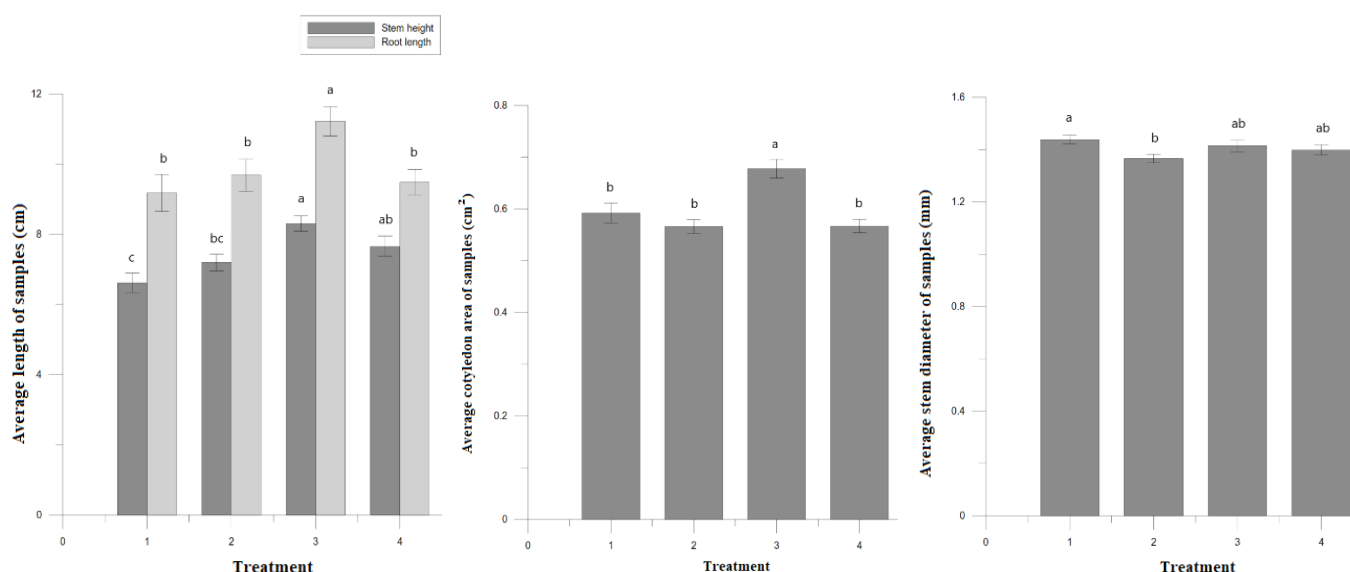 Stem height
Root length
Average length of samples (cm)
12
8
4
0
c
b
bc
b
a
a
ab
b
0 1 2 3 4
Treatment
Average cotyledon area of samples (cm²)
0.8
0.6
0.4
0.2
0.0
b
b
a
b
0 1 2 3 4
Treatment
Average stem diameter of samples (mm)
1.6
1.2
0.8
0.4
0.0
a
b
ab
ab
0 1 2 3 4
Treatment